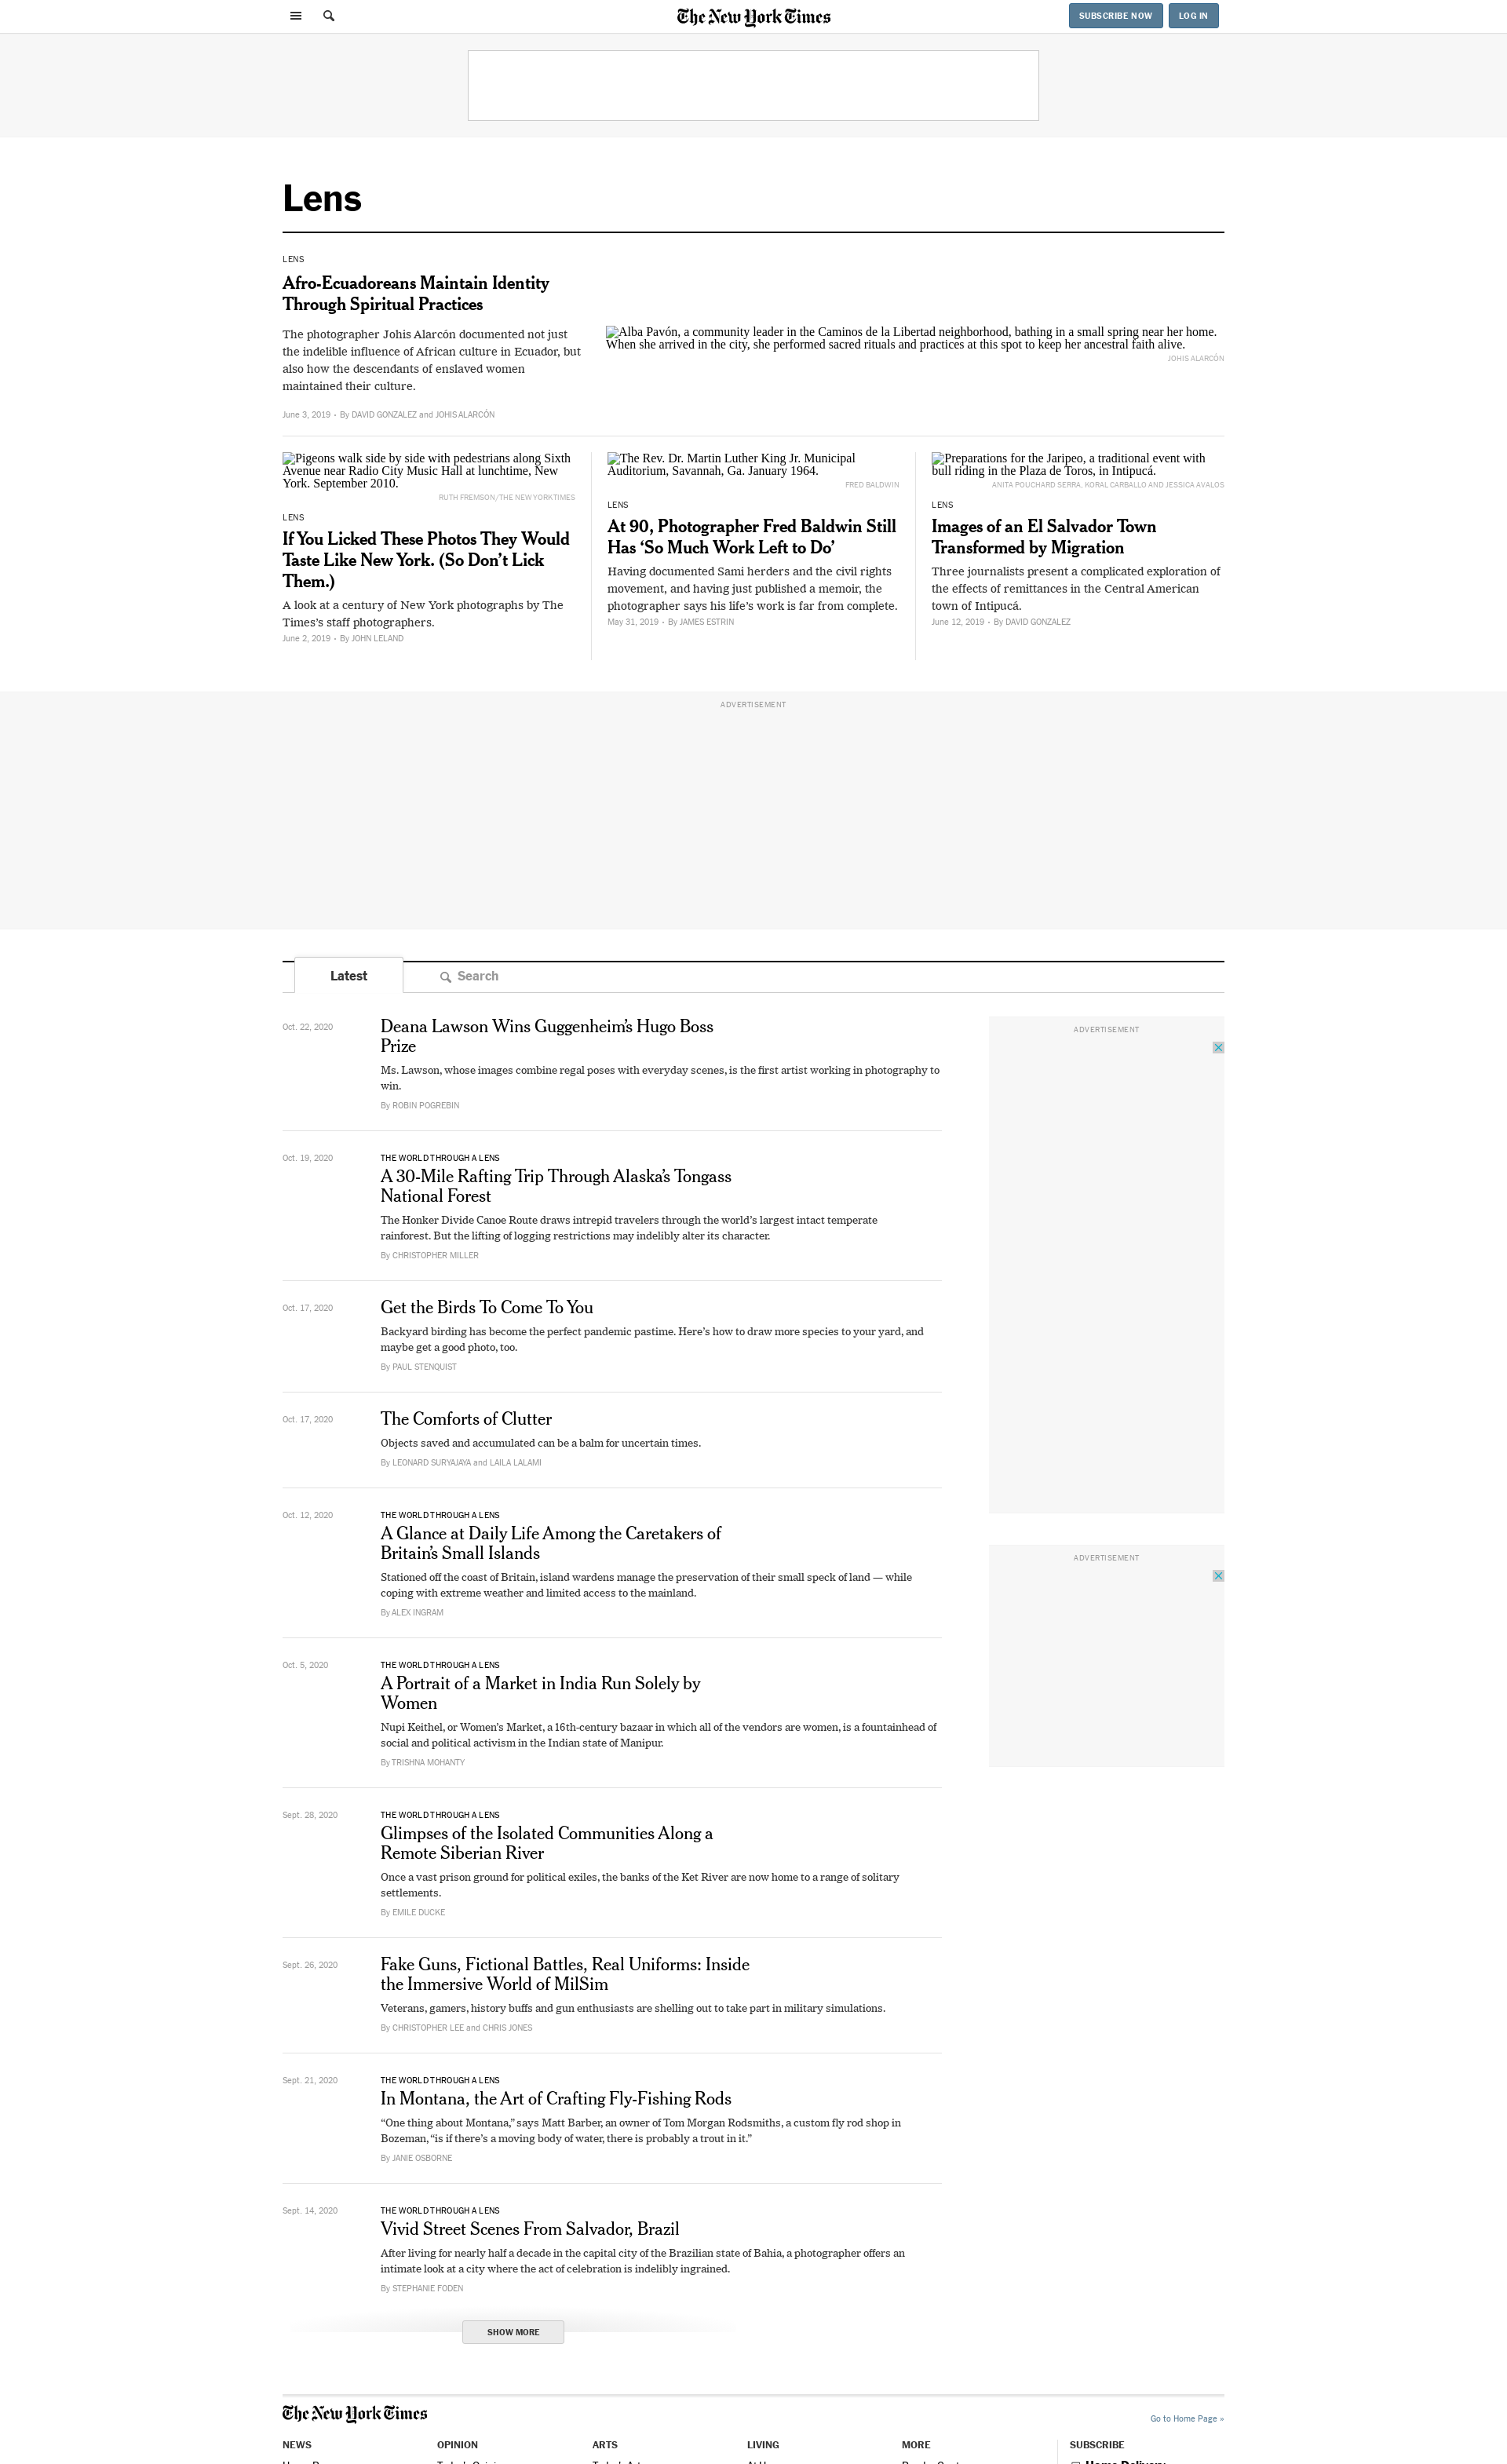 The New York Times
SUBSCRIBE NOW
LOG IN
Lens
LENS
Afro-Ecuadoreans Maintain Identity
Through Spiritual Practices
The photographer Johis Alarcón documented not just
the indelible influence of African culture in Ecuador, but
also how the descendants of enslaved women
maintained their culture.
June 3, 2019 • By DAVID GONZALEZ and JOHIS ALARCÓN
Alba Pavón, a community leader in the Caminos de la Libertad neighborhood, bathing in a small spring near her home.
When she arrived in the city, she performed sacred rituals and practices at this spot to keep her ancestral faith alive.
JOHIS ALARCÓN
Pigeons walk side by side with pedestrians along Sixth
Avenue near Radio City Music Hall at lunchtime, New
York. September 2010.
RUTH FREMSON/THE NEW YORK TIMES
LENS
If You Licked These Photos They Would
Taste Like New York. (So Don’t Lick
Them.)
A look at a century of New York photographs by The
Times’s staff photographers.
June 2, 2019 • By JOHN LELAND
The Rev. Dr. Martin Luther King Jr. Municipal
Auditorium, Savannah, Ga. January 1964.
FRED BALDWIN
LENS
At 90, Photographer Fred Baldwin Still
Has ‘So Much Work Left to Do’
Having documented Sami herders and the civil rights
movement, and having just published a memoir, the
photographer says his life’s work is far from complete.
May 31, 2019 • By JAMES ESTRIN
Preparations for the Jaripeo, a traditional event with
bull riding in the Plaza de Toros, in Intipucá.
ANITA POUCHARD SERRA, KORAL CARBALLO AND JESSICA AVALOS
LENS
Images of an El Salvador Town
Transformed by Migration
Three journalists present a complicated exploration of
the effects of remittances in the Central American
town of Intipucá.
June 12, 2019 • By DAVID GONZALEZ
ADVERTISEMENT
Latest
Search
Oct. 22, 2020
Deana Lawson Wins Guggenheim’s Hugo Boss
Prize
Ms. Lawson, whose images combine regal poses with everyday scenes, is the first artist working in photography to
win.
By ROBIN POGREBIN
ADVERTISEMENT
Oct. 19, 2020
THE WORLD THROUGH A LENS
A 30-Mile Rafting Trip Through Alaska’s Tongass
National Forest
The Honker Divide Canoe Route draws intrepid travelers through the world’s largest intact temperate
rainforest. But the lifting of logging restrictions may indelibly alter its character.
By CHRISTOPHER MILLER
Oct. 17, 2020
Get the Birds To Come To You
Backyard birding has become the perfect pandemic pastime. Here’s how to draw more species to your yard, and
maybe get a good photo, too.
By PAUL STENQUIST
Oct. 17, 2020
The Comforts of Clutter
Objects saved and accumulated can be a balm for uncertain times.
By LEONARD SURYAJAYA and LAILA LALAMI
Oct. 12, 2020
THE WORLD THROUGH A LENS
A Glance at Daily Life Among the Caretakers of
Britain’s Small Islands
Stationed off the coast of Britain, island wardens manage the preservation of their small speck of land — while
coping with extreme weather and limited access to the mainland.
By ALEX INGRAM
ADVERTISEMENT
Oct. 5, 2020
THE WORLD THROUGH A LENS
A Portrait of a Market in India Run Solely by
Women
Nupi Keithel, or Women’s Market, a 16th-century bazaar in which all of the vendors are women, is a fountainhead of
social and political activism in the Indian state of Manipur.
By TRISHNA MOHANTY
Sept. 28, 2020
THE WORLD THROUGH A LENS
Glimpses of the Isolated Communities Along a
Remote Siberian River
Once a vast prison ground for political exiles, the banks of the Ket River are now home to a range of solitary
settlements.
By EMILE DUCKE
Sept. 26, 2020
Fake Guns, Fictional Battles, Real Uniforms: Inside
the Immersive World of MilSim
Veterans, gamers, history buffs and gun enthusiasts are shelling out to take part in military simulations.
By CHRISTOPHER LEE and CHRIS JONES
Sept. 21, 2020
THE WORLD THROUGH A LENS
In Montana, the Art of Crafting Fly-Fishing Rods
“One thing about Montana,” says Matt Barber, an owner of Tom Morgan Rodsmiths, a custom fly rod shop in
Bozeman, “is if there’s a moving body of water, there is probably a trout in it.”
By JANIE OSBORNE
Sept. 14, 2020
THE WORLD THROUGH A LENS
Vivid Street Scenes From Salvador, Brazil
After living for nearly half a decade in the capital city of the Brazilian state of Bahia, a photographer offers an
intimate look at a city where the act of celebration is indelibly ingrained.
By STEPHANIE FODEN
SHOW MORE
The New York Times
Go to Home Page »
NEWS
OPINION
ARTS
LIVING
MORE
SUBSCRIBE